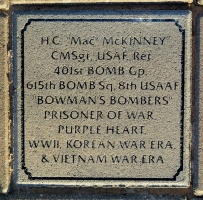 H.C. "Mac" McKINNEY
CMSgt, USAF, Ret
401st BOMB Gp.
615th BOMB Sq, 8th USAAF
"BOWMAN'S BOMBERS"
PRISONER OF WAR
PURPLE HEART
WWII, KOREAN WAR ERA,
& VIETNAM WAR ERA